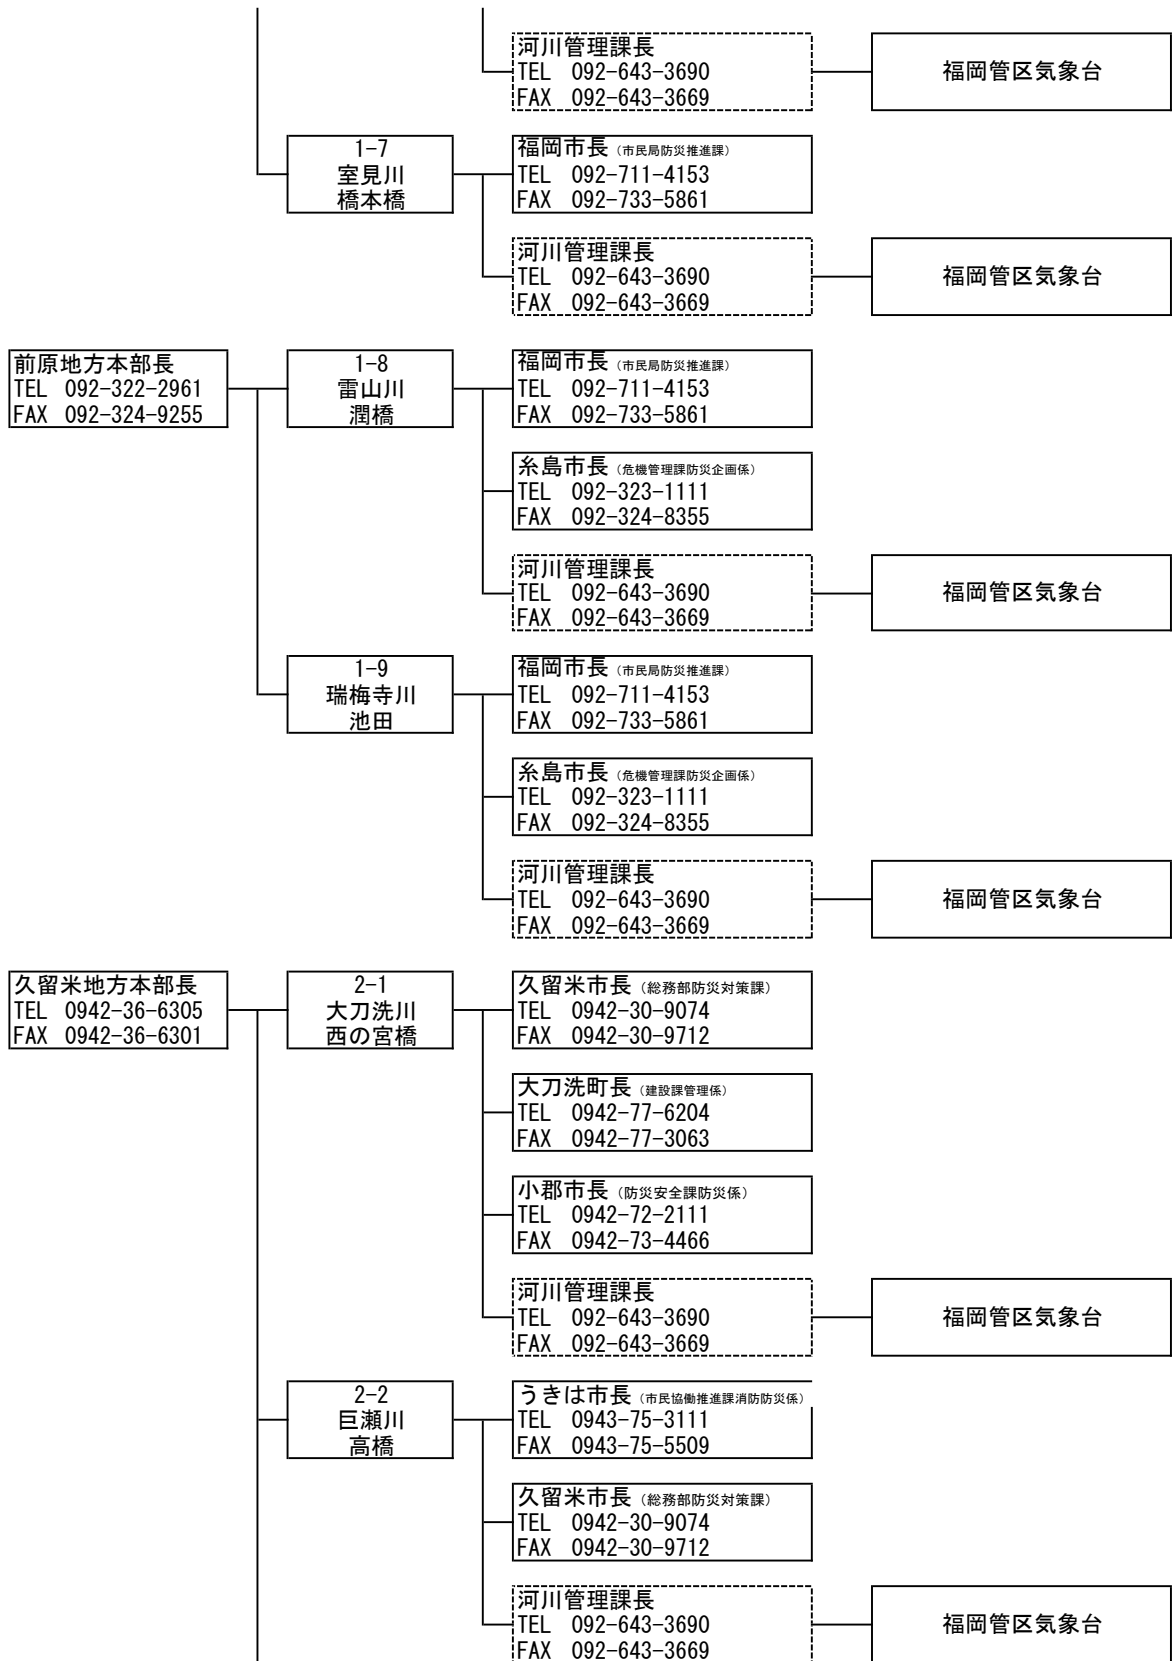 河川管理課長
TEL 092-643-3690
FAX 092-643-3669
福岡管区気象台
1-7
室見川
橋本橋
福岡市長（市民局防災推進課）
TEL 092-711-4153
FAX 092-733-5861
河川管理課長
TEL 092-643-3690
FAX 092-643-3669
福岡管区気象台
前原地方本部長
TEL 092-322-2961
FAX 092-324-9255
1-8
雷山川
潤橋
福岡市長（市民局防災推進課）
TEL 092-711-4153
FAX 092-733-5861
糸島市長（危機管理課防災企画係）
TEL 092-323-1111
FAX 092-324-8355
河川管理課長
TEL 092-643-3690
FAX 092-643-3669
福岡管区気象台
1-9
瑞梅寺川
池田
福岡市長（市民局防災推進課）
TEL 092-711-4153
FAX 092-733-5861
糸島市長（危機管理課防災企画係）
TEL 092-323-1111
FAX 092-324-8355
河川管理課長
TEL 092-643-3690
FAX 092-643-3669
福岡管区気象台
久留米地方本部長
TEL 0942-36-6305
FAX 0942-36-6301
2-1
大刀洗川
西の宮橋
久留米市長（総務部防災対策課）
TEL 0942-30-9074
FAX 0942-30-9712
大刀洗町長（建設課管理係）
TEL 0942-77-6204
FAX 0942-77-3063
小郡市長（防災安全課防災係）
TEL 0942-72-2111
FAX 0942-73-4466
河川管理課長
TEL 092-643-3690
FAX 092-643-3669
福岡管区気象台
2-2
巨瀬川
高橋
うきは市長（市民協働推進課消防防災係）
TEL 0943-75-3111
FAX 0943-75-5509
久留米市長（総務部防災対策課）
TEL 0942-30-9074
FAX 0942-30-9712
河川管理課長
TEL 092-643-3690
FAX 092-643-3669
福岡管区気象台